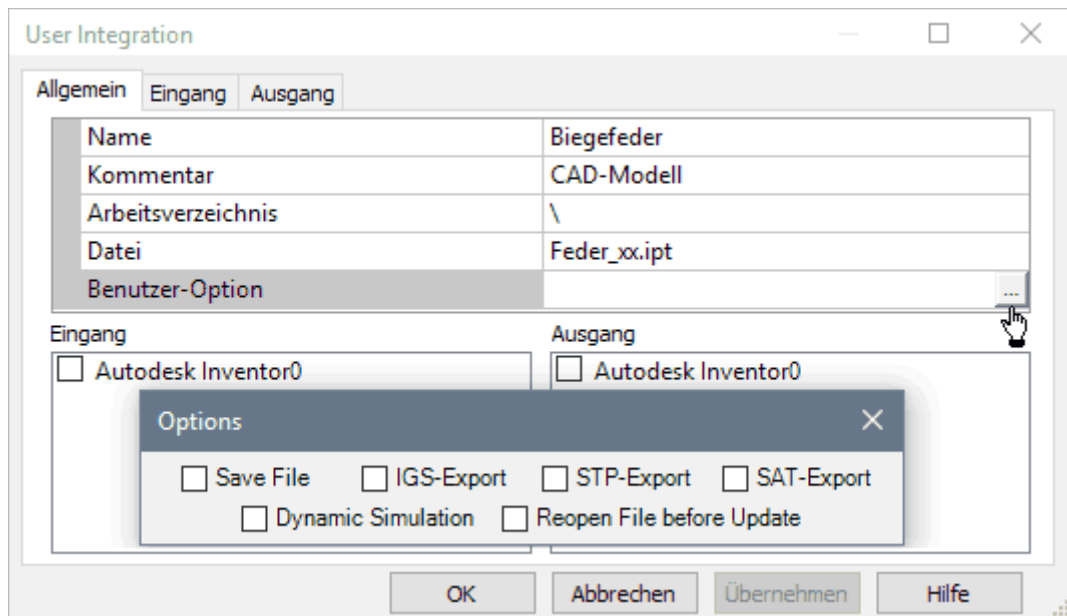 User Integration
Allgemein Eingang Ausgang
Name Biegefeder
Kommentar CAD-Modell
Arbeitsverzeichnis \
Datei Feder_xx.ipt
Benutzer-Option ...
Eingang Ausgang
Autodesk Inventor0 Autodesk Inventor0
Options
Save File IGS-Export STP-Export SAT-Export
Dynamic Simulation Reopen File before Update
OK Abbrechen Übernehmen Hilfe